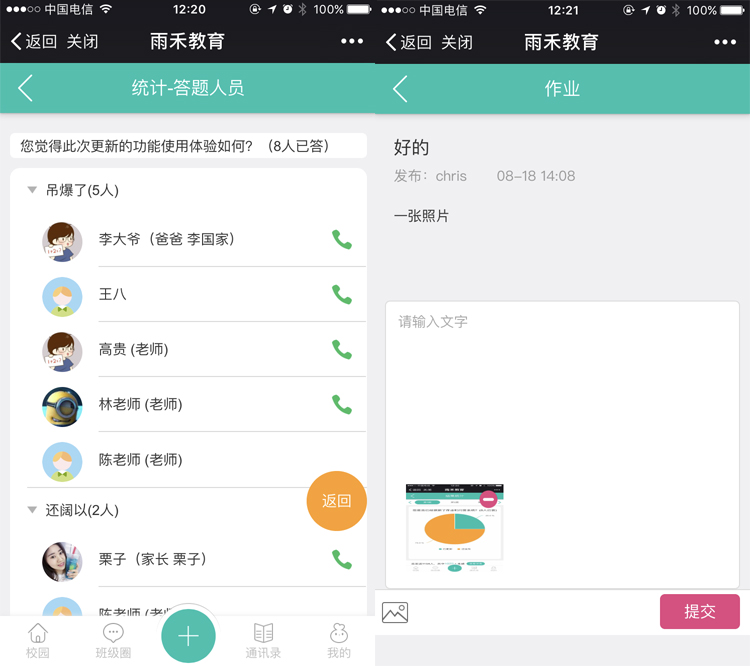 中国电信 12:20 100%
返回 关闭 雨禾教育
统计-答题人员
您觉得此次更新的功能使用体验如何？（8人已答）
吊爆了(5人)
李大爷（爸爸 李国家）
王八
高贵 (老师)
林老师 (老师)
陈老师 (老师)
返回
还阔以(2人)
栗子（家长 栗子）
陈老师
校园 班级圈 通讯录 我的
中国电信 12:21 100%
返回 关闭 雨禾教育
作业
好的
发布：chris 08-18 14:08
一张照片
请输入文字
雨禾教育
提交